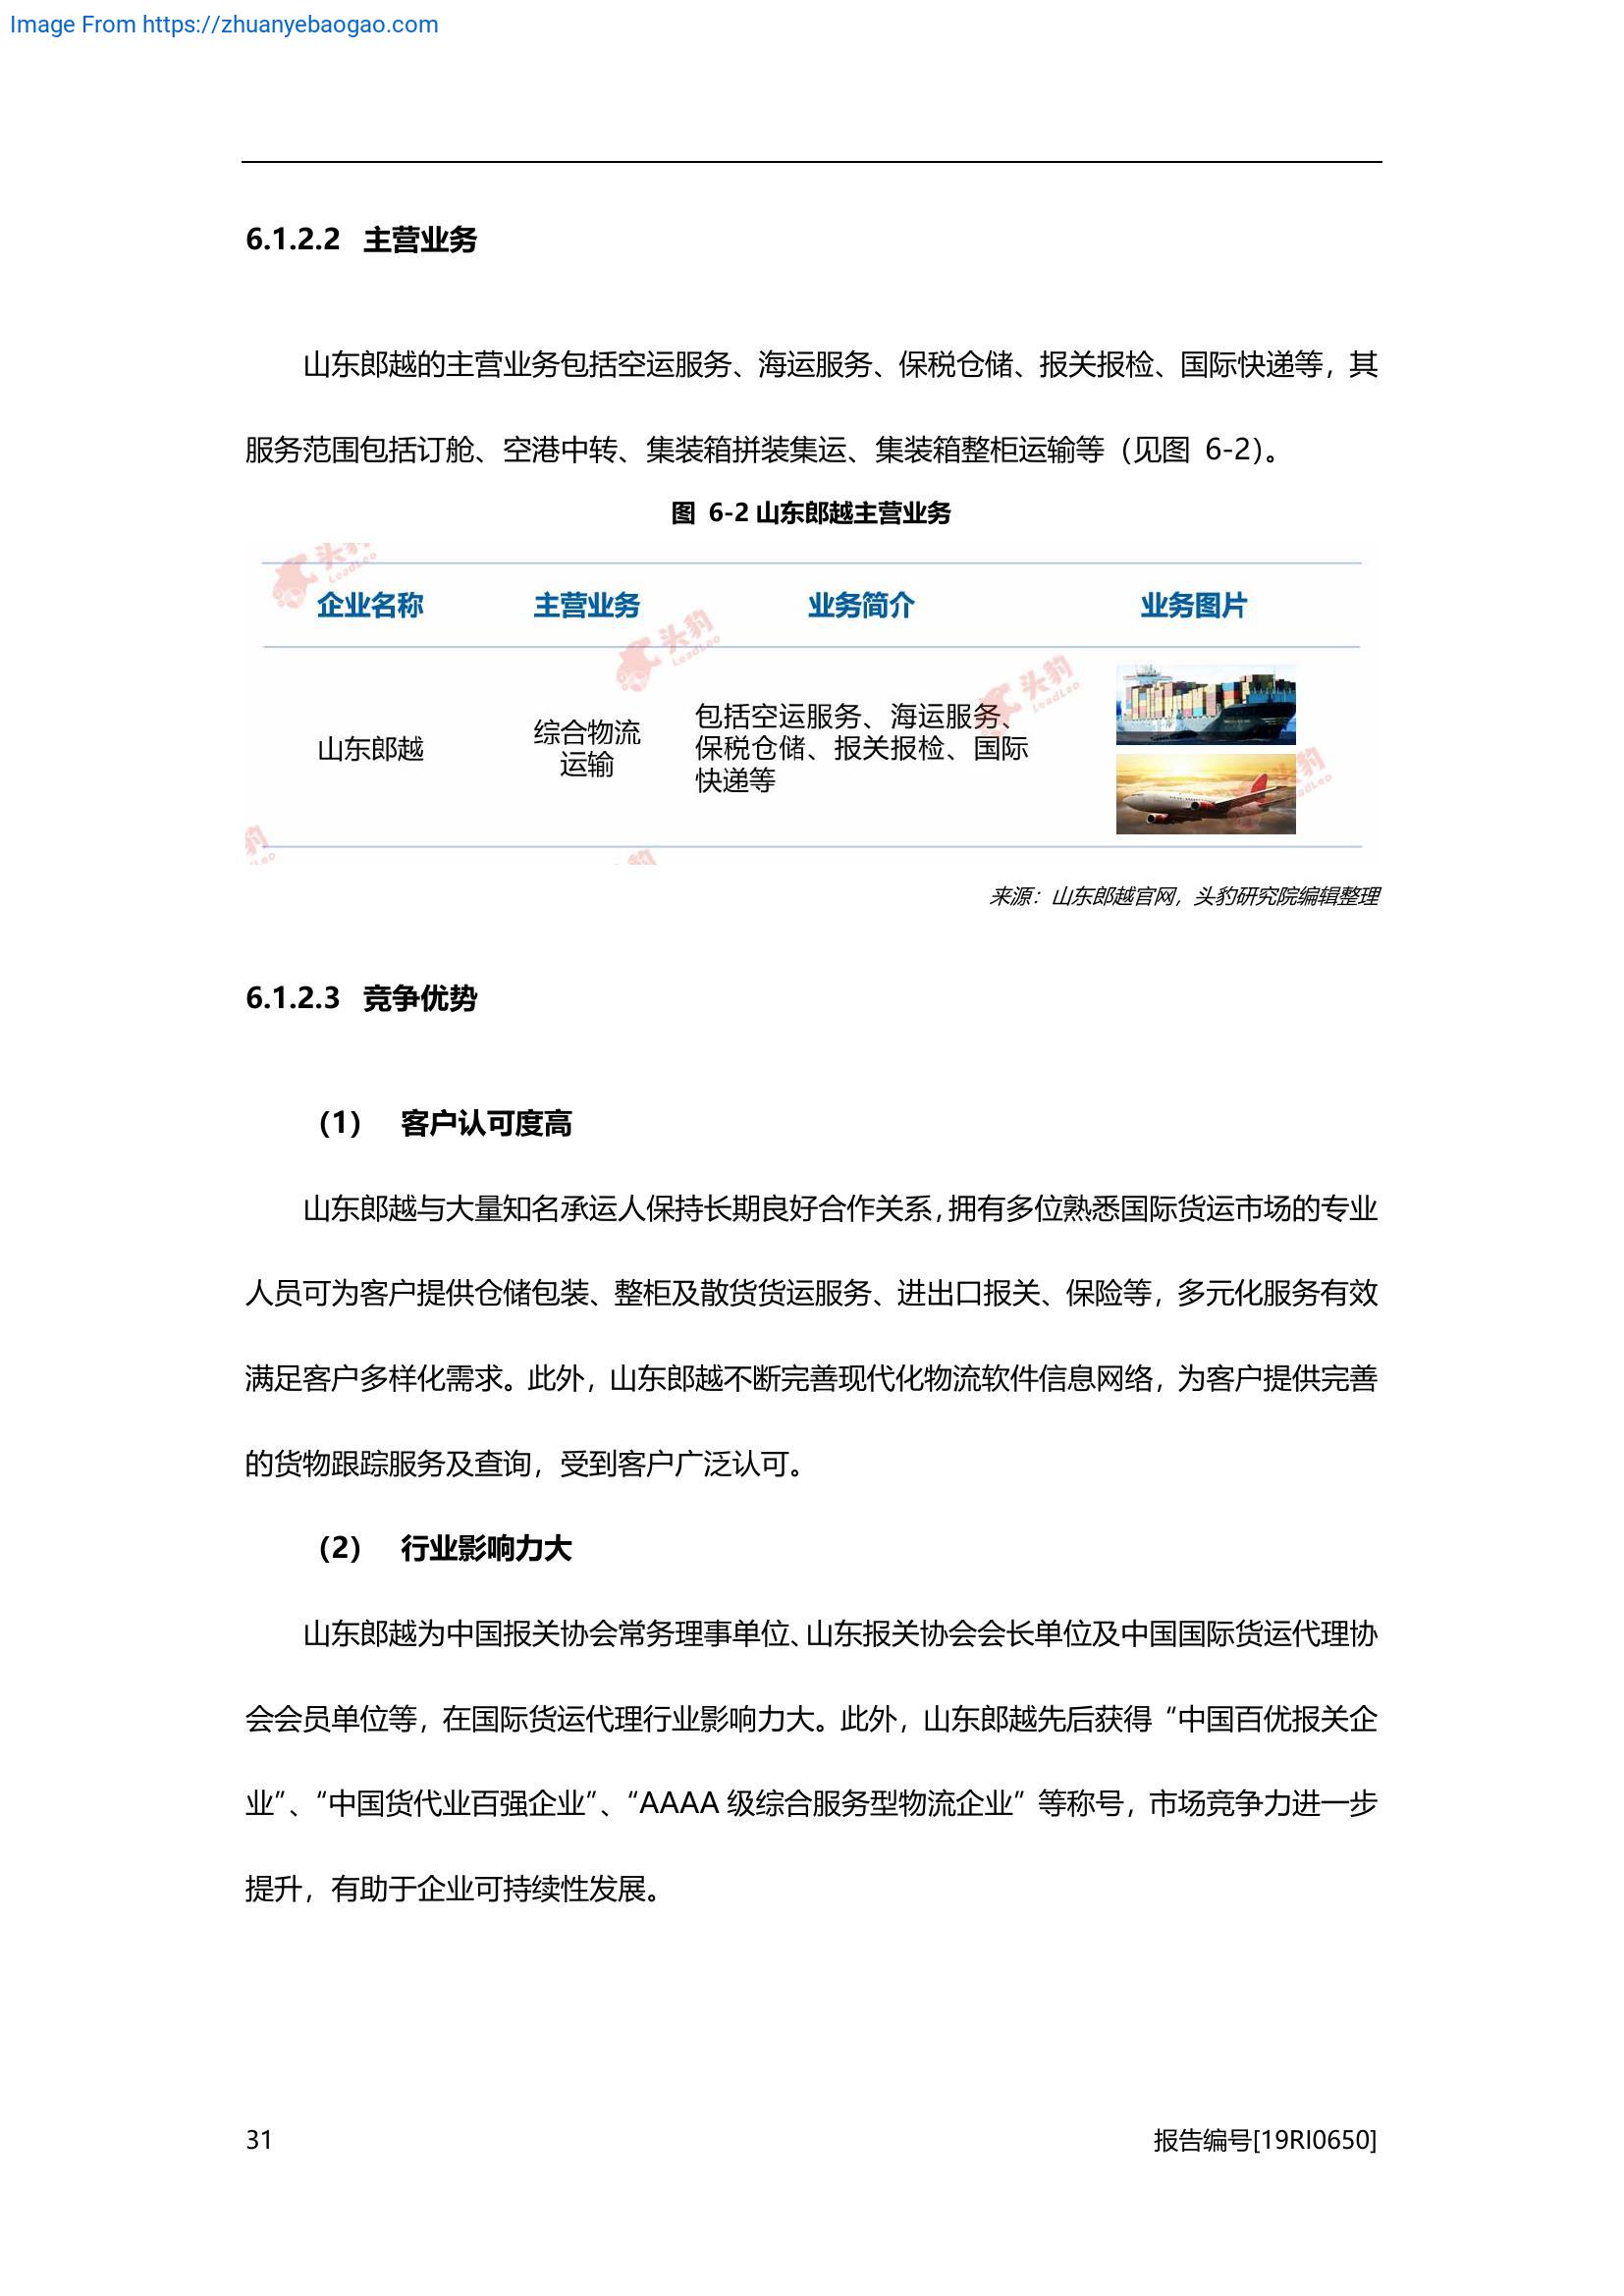 Image From https://zhuanyebaogao.com
6.1.2.2 主营业务
山东郎越的主营业务包括空运服务、海运服务、保税仓储、报关报检、国际快递等，其
服务范围包括订舱、空港中转、集装箱拼装集运、集装箱整柜运输等（见图 6-2）。
图 6-2 山东郎越主营业务
头豹
LeadLeo
企业名称 主营业务 业务简介 业务图片
头豹
LeadLeo
头豹
LeadLeo
山东郎越
综合物流
运输
包括空运服务、海运服务、
保税仓储、报关报检、国际
快递等
豹
adLeo
豹
Leo
豹
来源：山东郎越官网，头豹研究院编辑整理
6.1.2.3 竞争优势
（1） 客户认可度高
山东郎越与大量知名承运人保持长期良好合作关系，拥有多位熟悉国际货运市场的专业
人员可为客户提供仓储包装、整柜及散货货运服务、进出口报关、保险等，多元化服务有效
满足客户多样化需求。此外，山东郎越不断完善现代化物流软件信息网络，为客户提供完善
的货物跟踪服务及查询，受到客户广泛认可。
（2） 行业影响力大
山东郎越为中国报关协会常务理事单位、山东报关协会会长单位及中国国际货运代理协
会会员单位等，在国际货运代理行业影响力大。此外，山东郎越先后获得“中国百优报关企
业”、“中国货代业百强企业”、“AAAA 级综合服务型物流企业”等称号，市场竞争力进一步
提升，有助于企业可持续性发展。
31 报告编号[19RI0650]